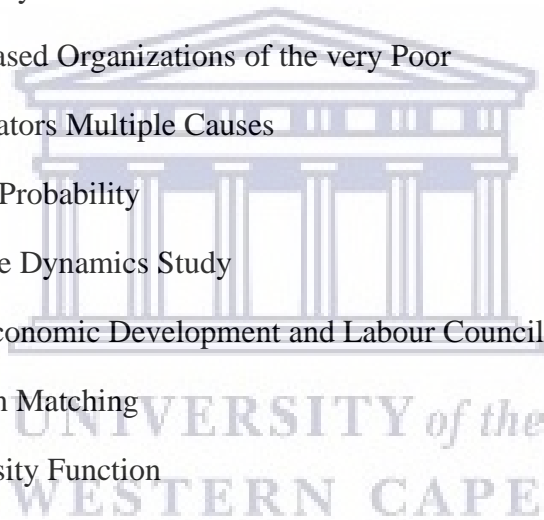 ased Organizations of the very Poor
ators Multiple Causes
Probability
e Dynamics Study
conomic Development and Labour Council
n Matching
UNIVERSITY of the
sity Function
WESTERN CAPE